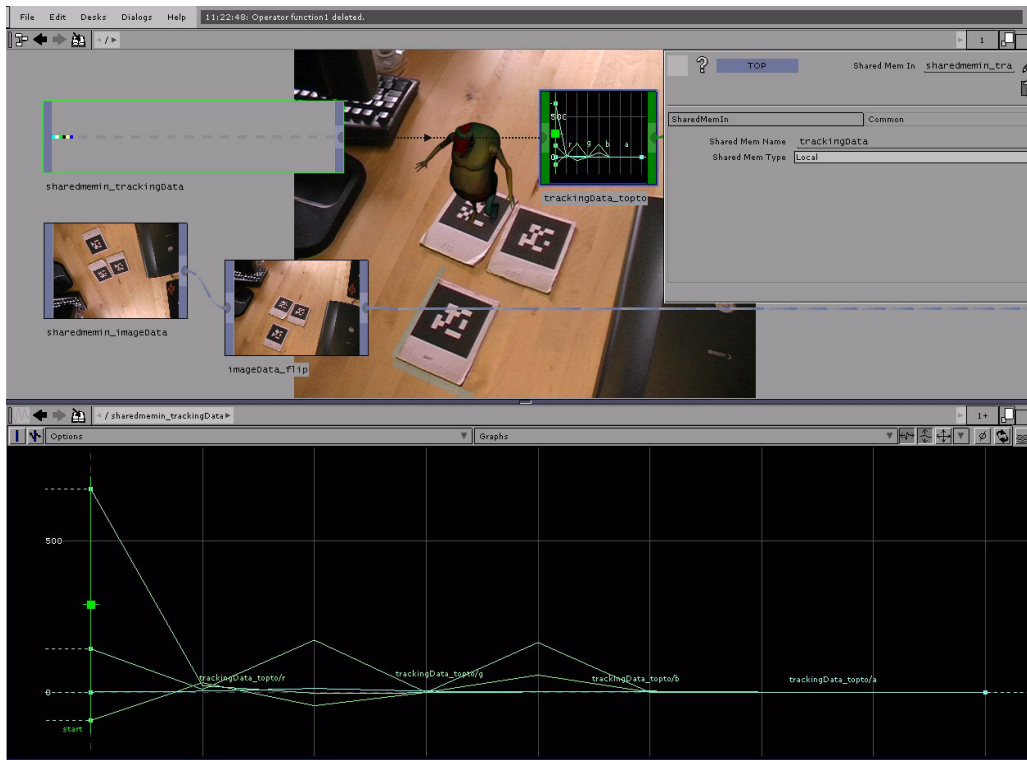 File Edit Desks Dialogs Help 11:22:48: Operator function1 deleted.
/ 1
? TOP Shared Mem In sharedmemin_tra
SharedMemIn Common
Shared Mem Name trackingData
Shared Mem Type Local
500
r g b a
0
sharedmemin_trackingData
trackingData_topto
sharedmemin_imageData
imageData_flip
/ sharedmemin_trackingData 1+
Options Graphs
500
trackingData_topto/r trackingData_topto/g trackingData_topto/b trackingData_topto/a
0
start